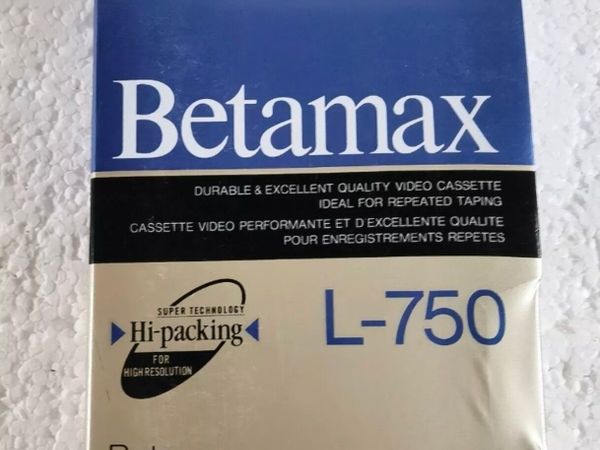 Betamax
DURABLE & EXCELLENT QUALITY VIDEO CASSETTE
IDEAL FOR REPEATED TAPING
CASSETTE VIDEO PERFORMANTE ET D'EXCELLENTE QUALITE
POUR ENREGISTREMENTS REPETES
SUPER TECHNOLOGY
Hi-packing
FOR
HIGH RESOLUTION
L-750